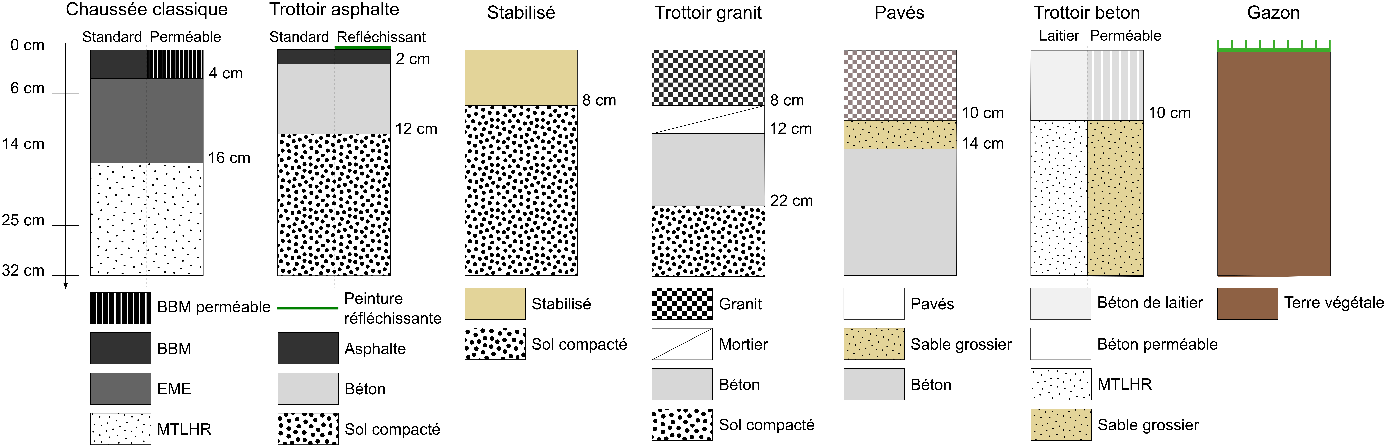 Chaussée classique
Trottoir asphalte
Stabilisé
Trottoir granit
Pavés
Trottoir beton
Gazon
Standard Perméable
Standard Refléchissant
Laitier Perméable
0 cm
6 cm
14 cm
25 cm
32 cm
4 cm
16 cm
2 cm
12 cm
8 cm
8 cm
12 cm
22 cm
10 cm
14 cm
10 cm
BBM perméable
BBM
EME
MTLHR
Peinture
réfléchissante
Asphalte
Béton
Sol compacté
Stabilisé
Sol compacté
Granit
Mortier
Béton
Sol compacté
Pavés
Sable grossier
Béton
Béton de laitier
Béton perméable
MTLHR
Sable grossier
Terre végétale